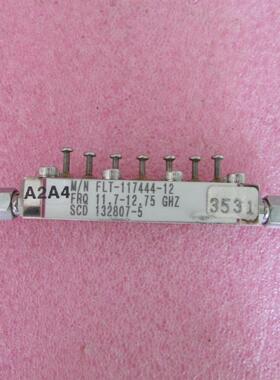 A2A4
M/N FLT-117444-12
FRQ 11.7-12.75 GHZ
SCD 132807-5
3531